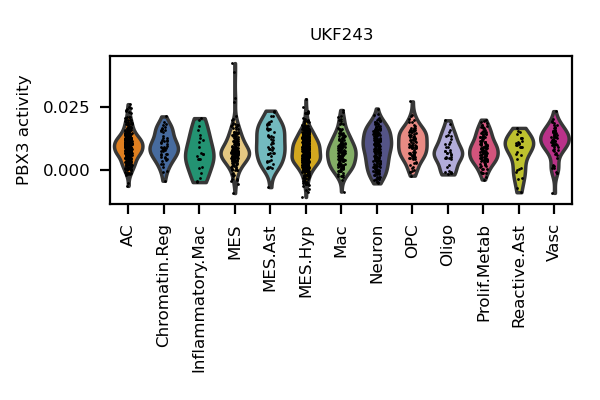 UKF243
PBX3 activity
0.025
0.000
AC
Chromatin.Reg
Inflammatory.Mac
MES
MES.Ast
MES.Hyp
Mac
Neuron
OPC
Oligo
Prolif.Metab
Reactive.Ast
Vasc